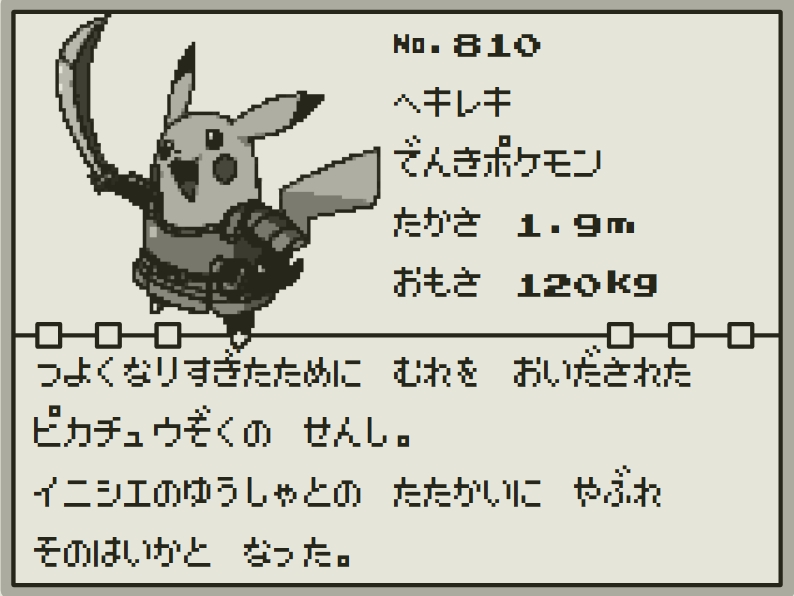 No.810
ヘキレキ
でんきポケモン
たかさ 1.9m
おもさ 120kg
つよくなりすぎたために むれを おいだされた
ピカチュウぞくの せんし。
イニシエのゆうしゃとの たたかいに やぶれ
そのはいかと なった。